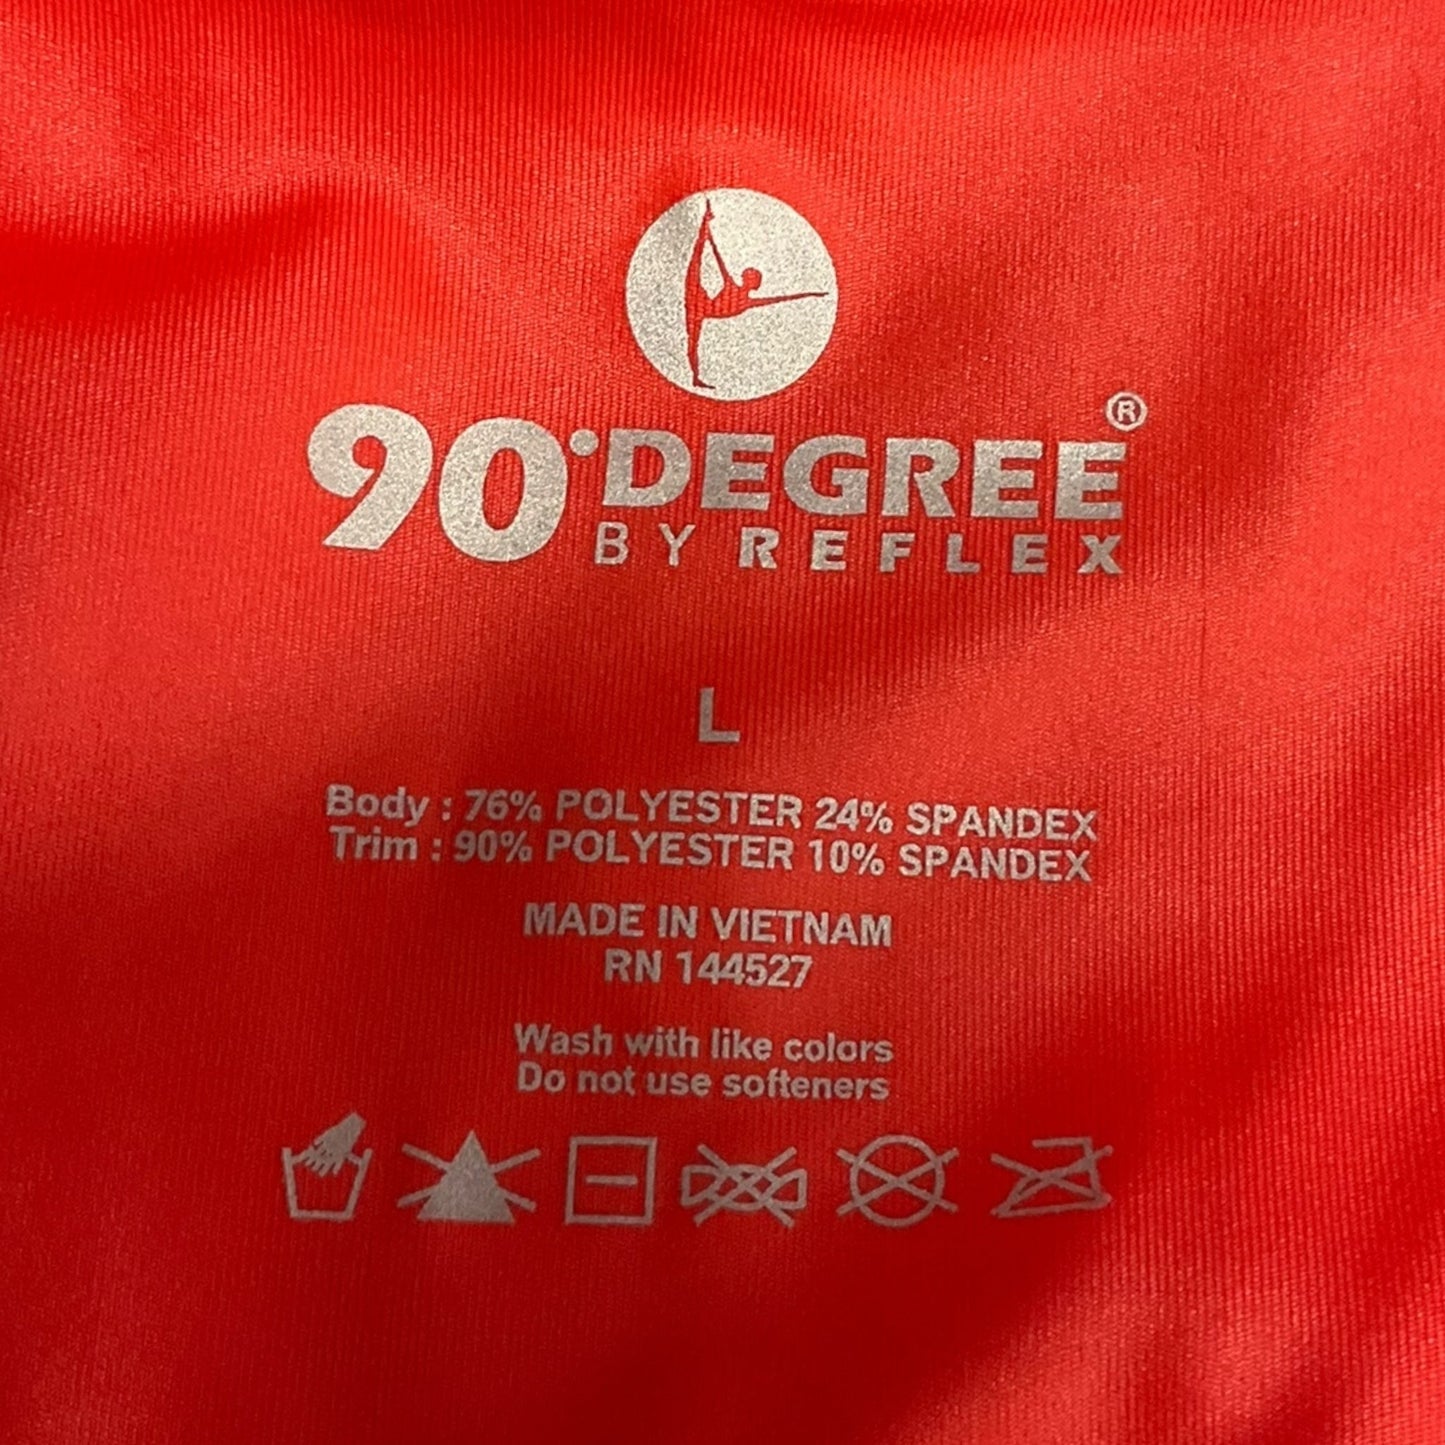 90°DEGREE®
BY REFLEX
L
Body : 76% POLYESTER 24% SPANDEX
Trim : 90% POLYESTER 10% SPANDEX
MADE IN VIETNAM
RN 144527
Wash with like colors
Do not use softeners